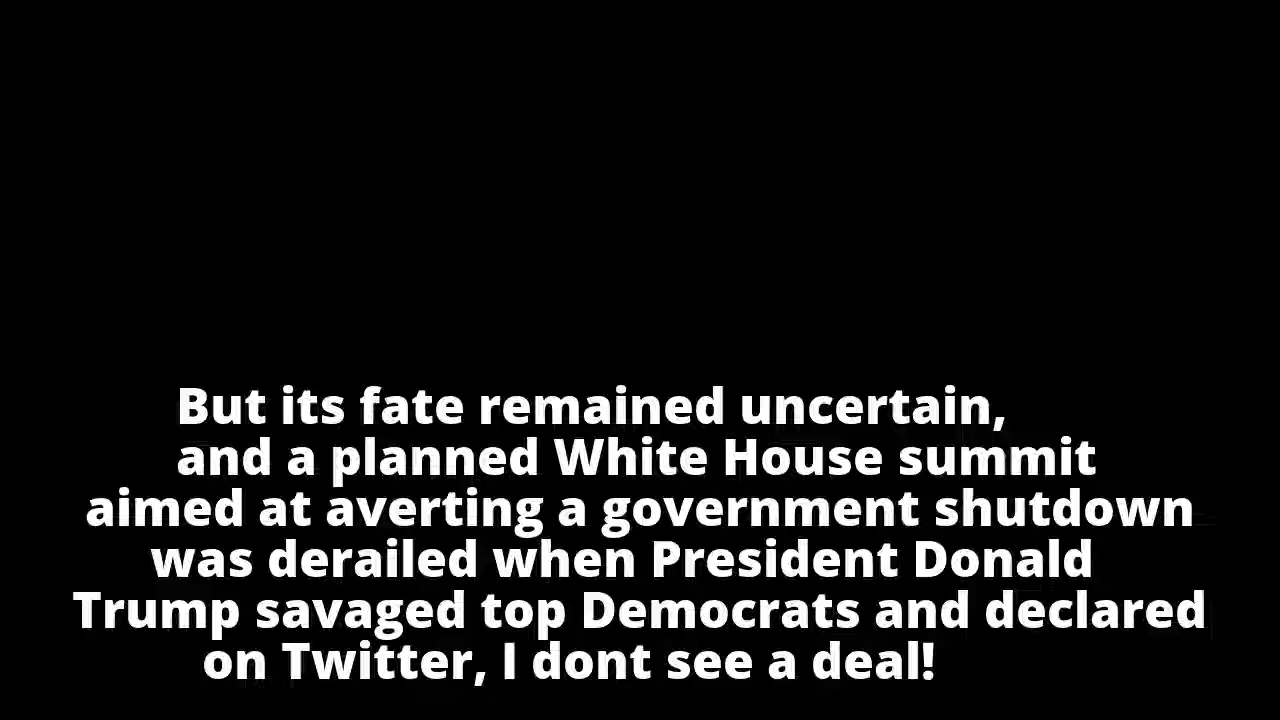 But its fate remained uncertain,
and a planned White House summit
aimed at averting a government shutdown
was derailed when President Donald
Trump savaged top Democrats and declared
on Twitter, I dont see a deal!